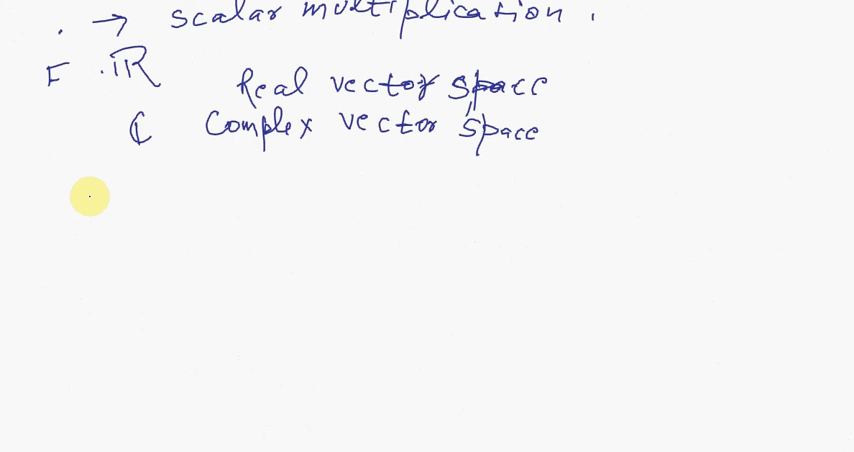 . → scalar multiplication.
F . ℝ Real vector space
ℂ Complex vector space